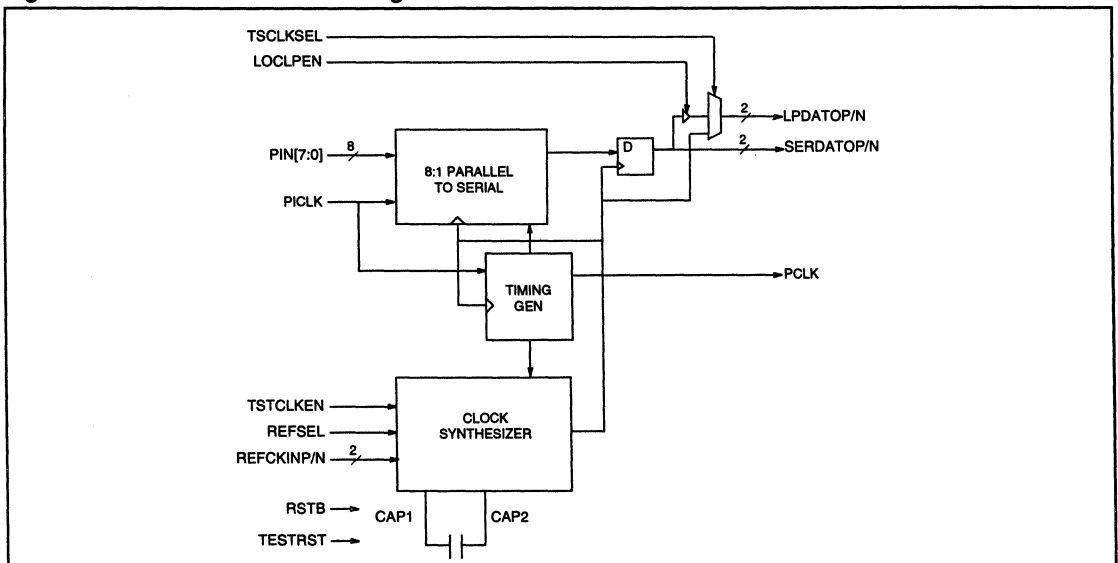 TSCLKSEL
LOCLPEN
2
LPDATOP/N
PIN[7:0]
8
8:1 PARALLEL
TO SERIAL
D
2
SERDATOP/N
PICLK
TIMING
GEN
PCLK
TSTCLKEN
REFSEL
REFCKINP/N
2
CLOCK
SYNTHESIZER
RSTB
CAP1
CAP2
TESTRST